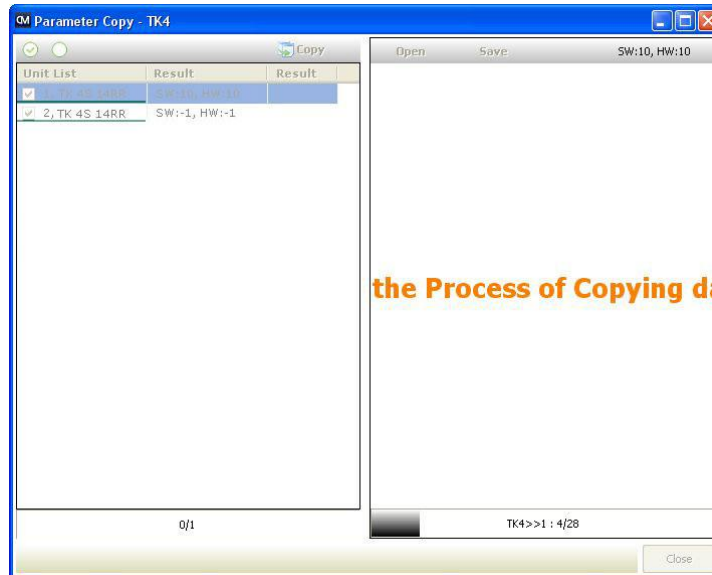 CM Parameter Copy - TK4
Copy
Open Save SW:10, HW:10
Unit List Result Result
1, TK 4S 14RR SW:10, HW:10
2, TK 4S 14RR SW:-1, HW:-1
the Process of Copying da
0/1
TK4>>1 : 4/28
Close